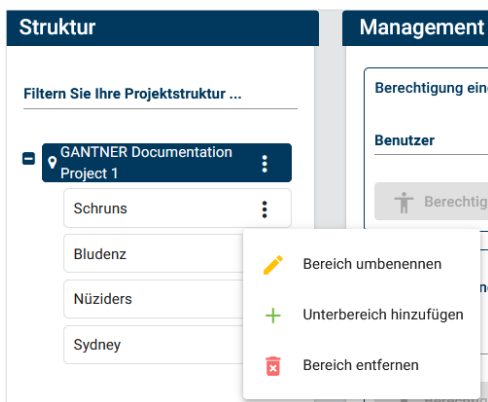 Struktur
Management
Filtern Sie Ihre Projektstruktur ...
GANTNER Documentation
Project 1
Schruns
Bludenz
Nüziders
Sydney
Bereich umbenennen
Unterbereich hinzufügen
Bereich entfernen
Berechtigung ein
Benutzer
Berechtig